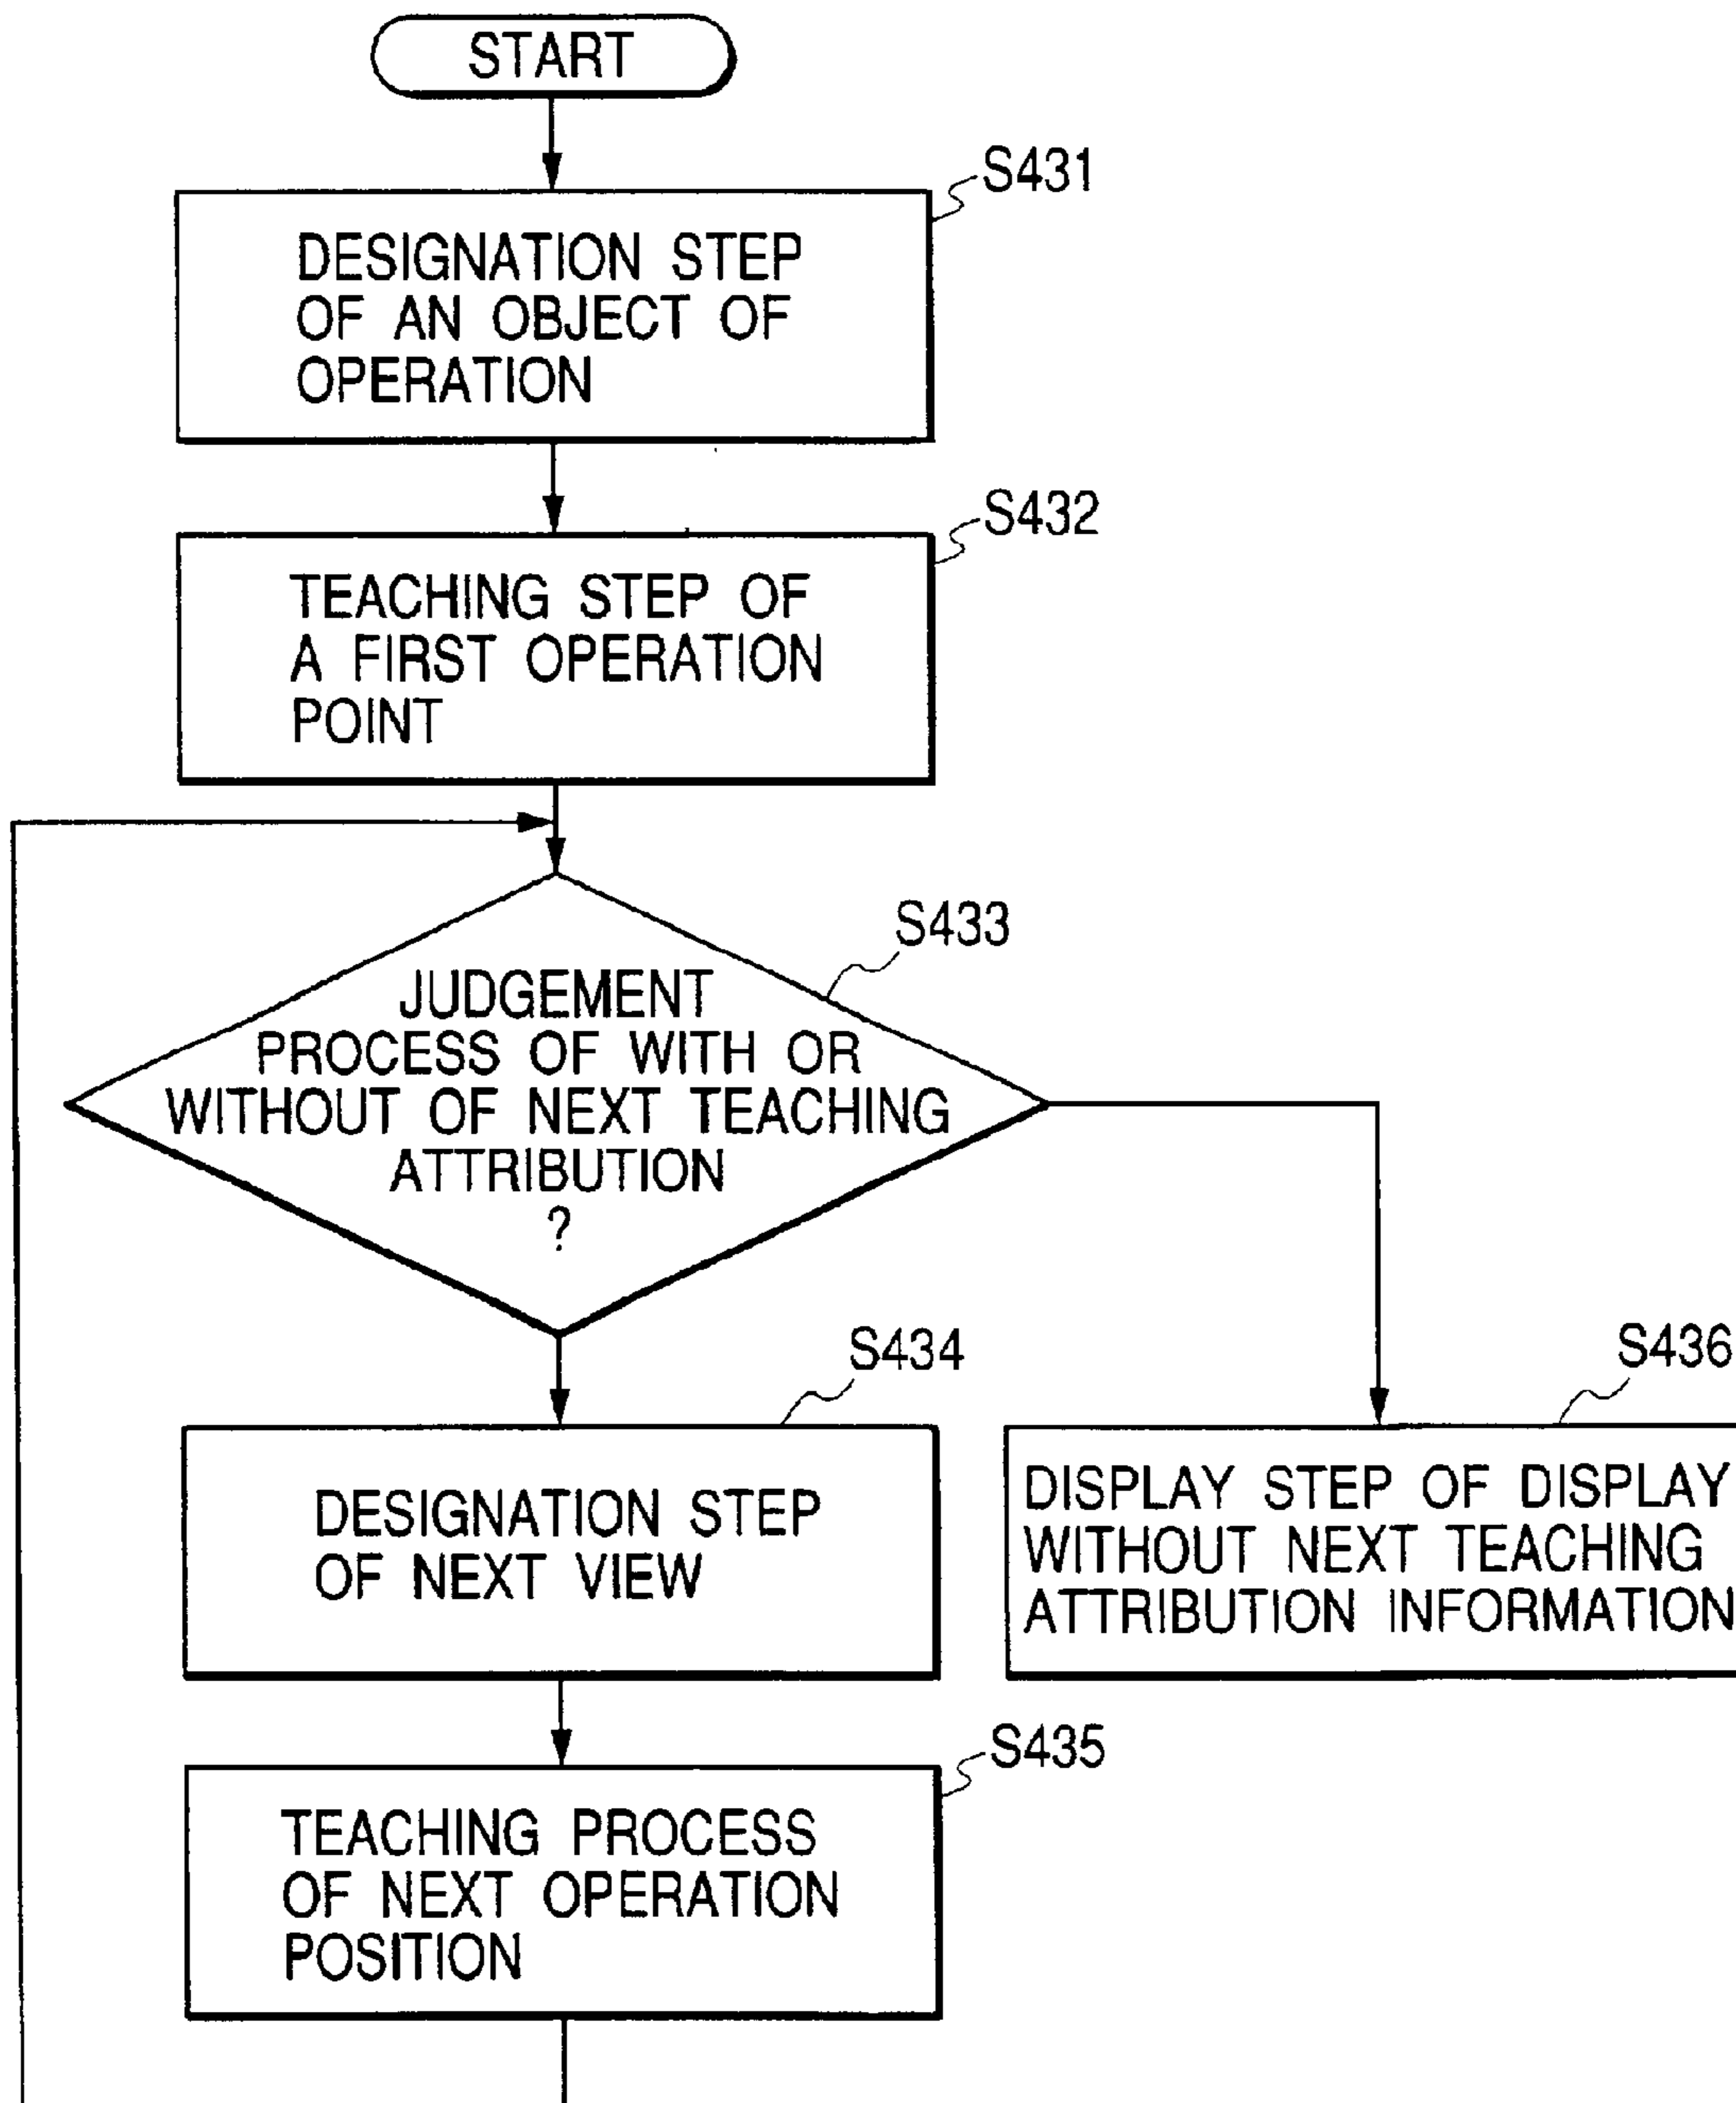 START
S431
DESIGNATION STEP
OF AN OBJECT OF
OPERATION
S432
TEACHING STEP OF
A FIRST OPERATION
POINT
S433
JUDGEMENT
PROCESS OF WITH OR
WITHOUT OF NEXT TEACHING
ATTRIBUTION
?
S434
DESIGNATION STEP
OF NEXT VIEW
S436
DISPLAY STEP OF DISPLAY
WITHOUT NEXT TEACHING
ATTRIBUTION INFORMATION
S435
TEACHING PROCESS
OF NEXT OPERATION
POSITION